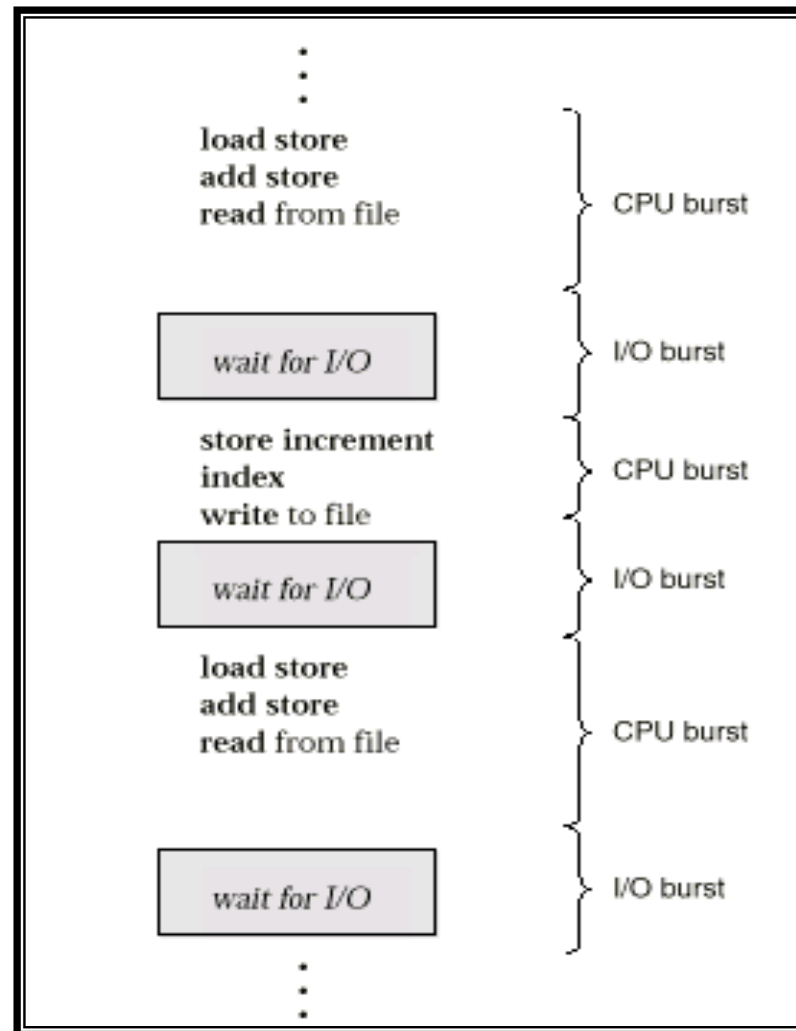 load store
add store
read from file
CPU burst
wait for I/O
I/O burst
store increment
index
write to file
CPU burst
wait for I/O
I/O burst
load store
add store
read from file
CPU burst
wait for I/O
I/O burst